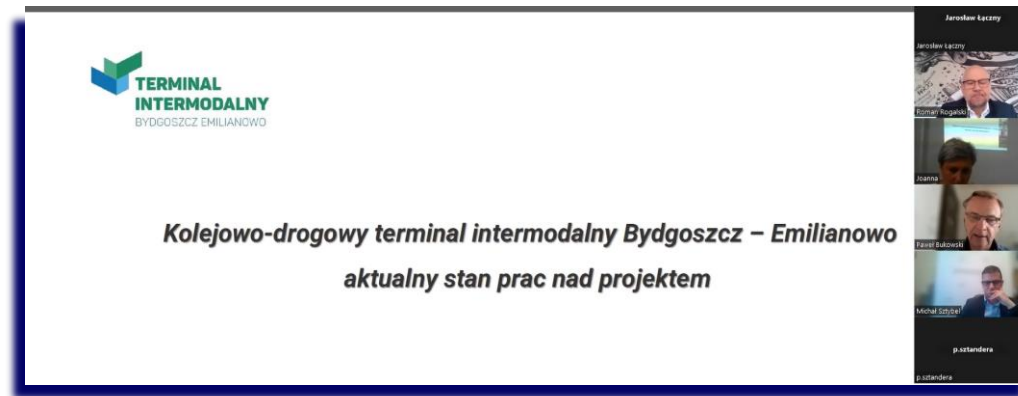 TERMINAL
INTERMODALNY
BYDGOSZCZ EMILIANOWO
Kolejowo-drogowy terminal intermodalny Bydgoszcz – Emilianowo
aktualny stan prac nad projektem
Jarosław Łączny
Jarosław Łączny
Roman Rogalski
Joanna
Paweł Bukowski
Michał Sztybel
p.sztandera
p.sztandera